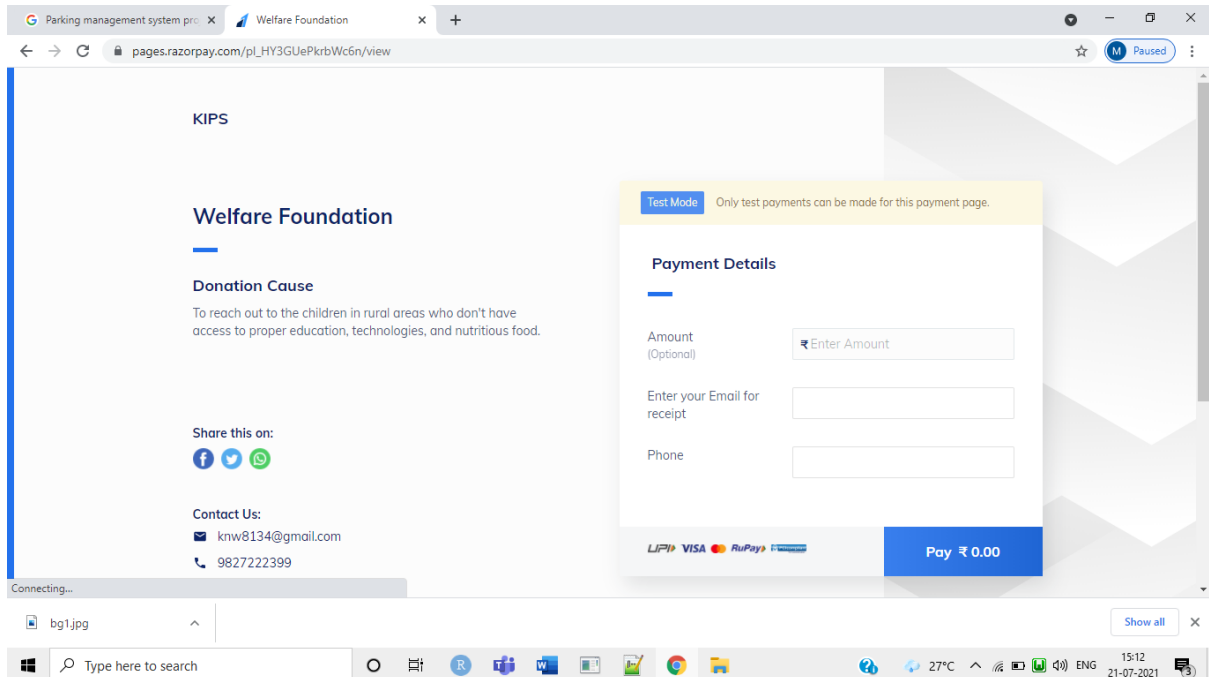 Parking management system pro
Welfare Foundation
pages.razorpay.com/pl_HY3GUePkrbWc6n/view
M Paused
KIPS
Welfare Foundation
Donation Cause
To reach out to the children in rural areas who don't have
access to proper education, technologies, and nutritious food.
Share this on:
Contact Us:
knw8134@gmail.com
9827222399
Test Mode Only test payments can be made for this payment page.
Payment Details
Amount
(Optional)
₹ Enter Amount
Enter your Email for
receipt
Phone
UPI VISA RuPay
Pay ₹ 0.00
Connecting...
bg1.jpg
Show all
Type here to search
27°C ENG
15:12
21-07-2021
3